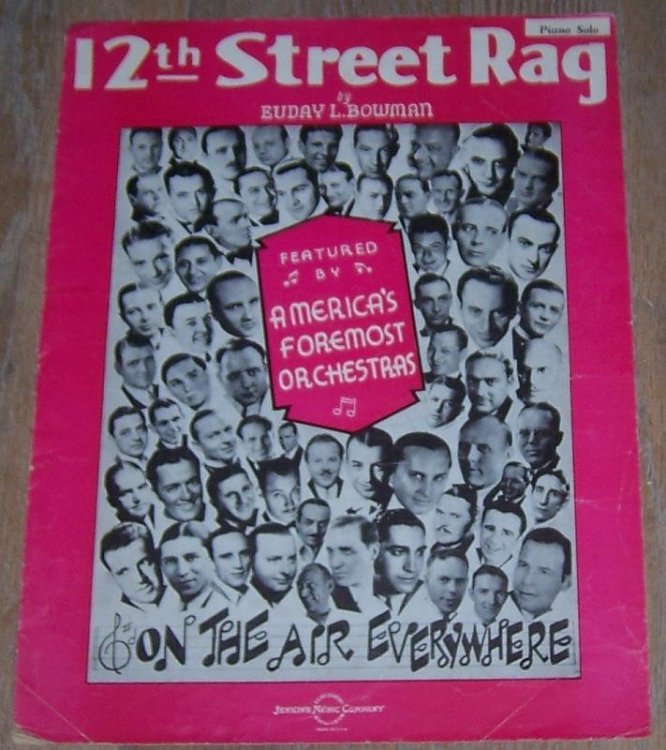 Piano Solo
12th Street Rag
by
EUDAY L. BOWMAN
FEATURED
BY
AMERICA'S
FOREMOST
ORCHESTRAS
ON THE AIR EVERYWHERE
JENKINS MUSIC COMPANY